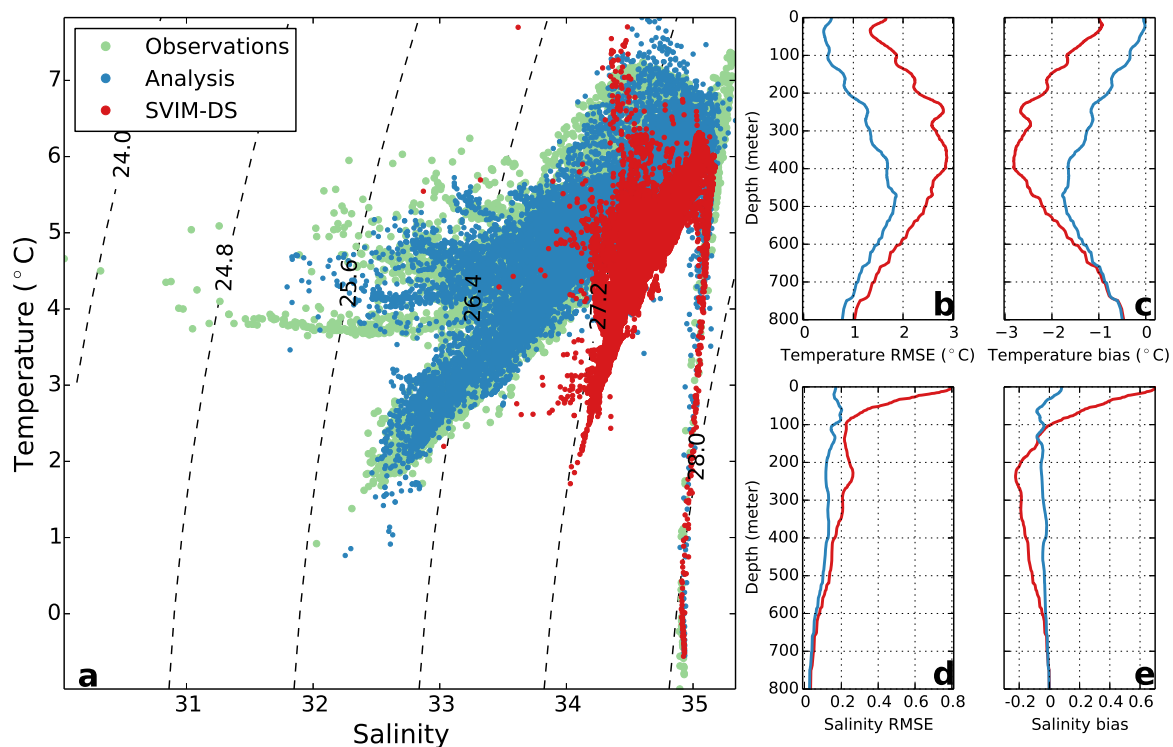 Observations
Analysis
SVIM-DS
24.0
24.8
25.6
26.4
27.2
28.0
7
6
5
4
3
2
1
0
Temperature (°C)
31 32 33 34 35
Salinity
a
0
100
200
300
400
500
600
700
800
Depth (meter)
0 1 2 3
Temperature RMSE (°C)
b
−3 −2 −1 0
Temperature bias (°C)
c
0
100
200
300
400
500
600
700
800
Depth (meter)
0 0.2 0.4 0.6 0.8
Salinity RMSE
d
-0.2 0 0.2 0.4 0.6
Salinity bias
e